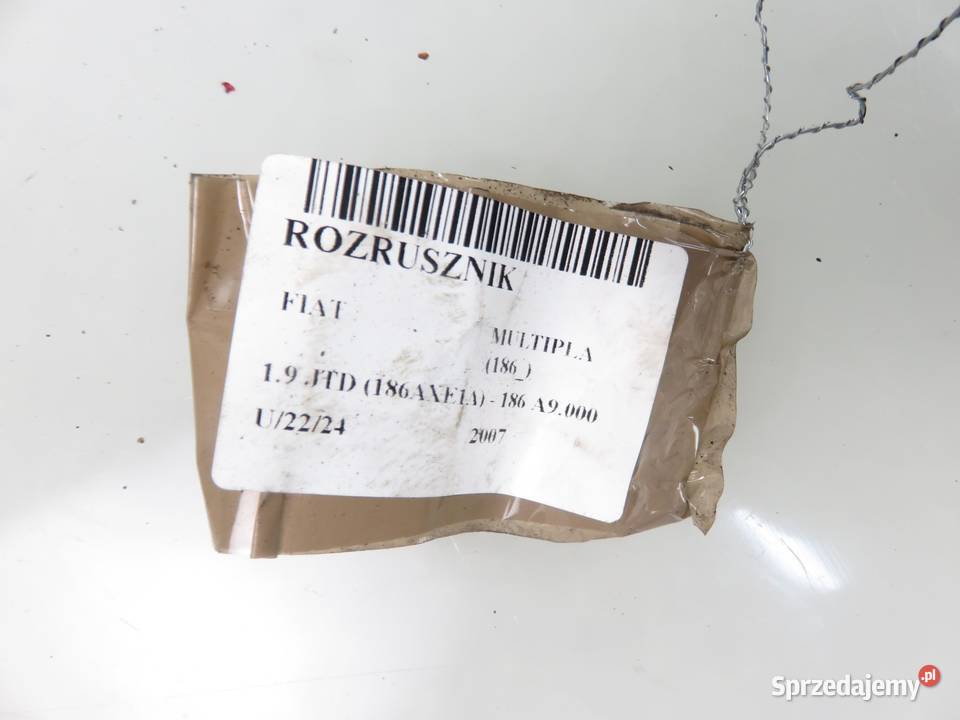 ROZRUSZNIK
FIAT
MULTIPLA
(186_)
1.9 JTD (186AXE1A) - 186 A9.000
U/22/24
2007
Sprzedajemy.pl